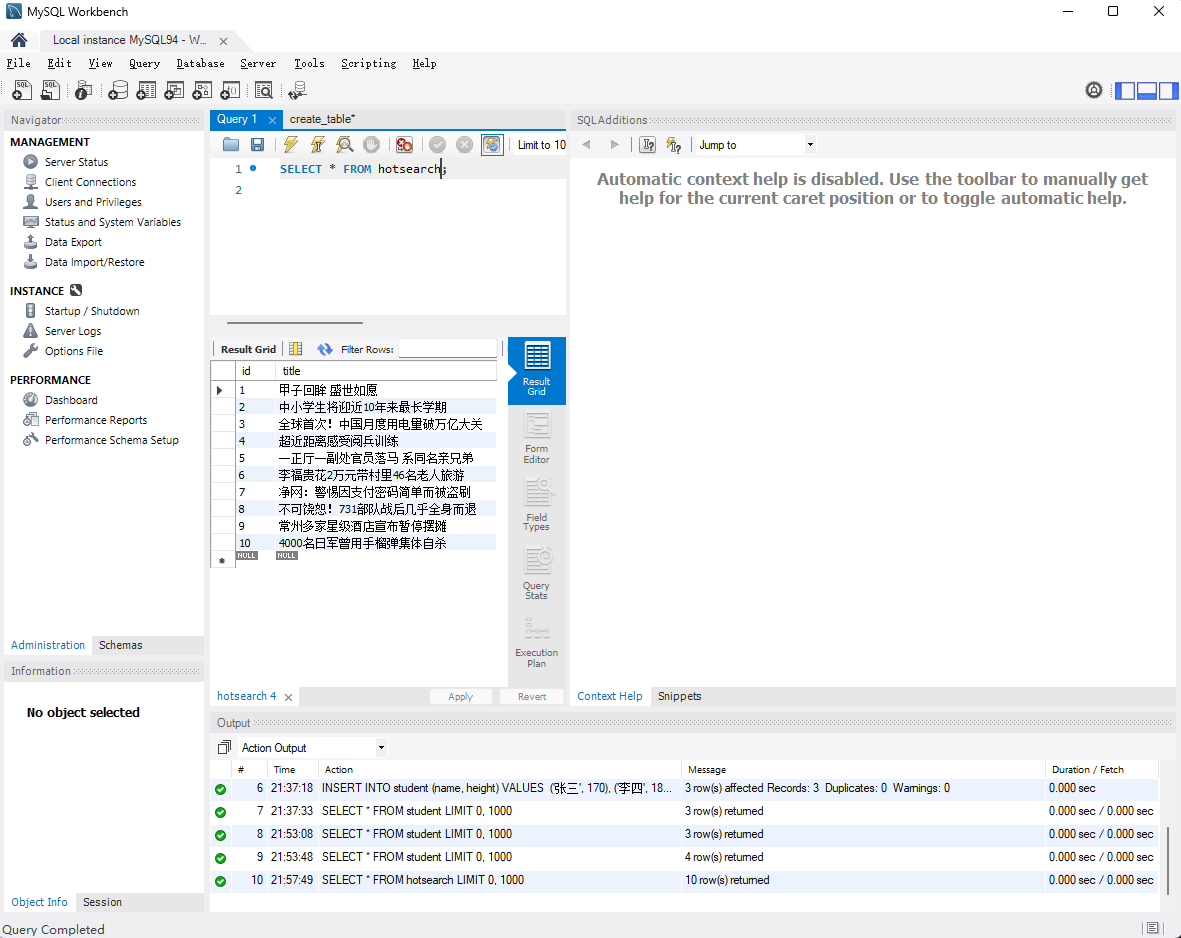 MySQL Workbench
Local instance MySQL94 - W...
File Edit View Query Database Server Tools Scripting Help
Navigator
MANAGEMENT
Server Status
Client Connections
Users and Privileges
Status and System Variables
Data Export
Data Import/Restore
INSTANCE
Startup / Shutdown
Server Logs
Options File
PERFORMANCE
Dashboard
Performance Reports
Performance Schema Setup
Administration Schemas
Information
No object selected
Object Info Session
Query 1 create_table*
Limit to 10
1 SELECT * FROM hotsearch;
2
Result Grid Filter Rows:
id title
1 甲子回眸 盛世如愿
2 中小学生将迎近10年来最长学期
3 全球首次！中国月度用电量破万亿大关
4 超近距离感受阅兵训练
5 一正厅一副处官员落马 系同名亲兄弟
6 李福贵花2万元带村里46名老人旅游
7 净网：警惕因支付密码简单而被盗刷
8 不可饶恕！731部队战后几乎全身而退
9 常州多家星级酒店宣布暂停摆摊
10 4000名日军曾用手榴弹集体自杀
NULL NULL
Result
Grid
Form
Editor
Field
Types
Query
Stats
Execution
Plan
hotsearch 4 Apply Revert
SQLAdditions
Jump to
Automatic context help is disabled. Use the toolbar to manually get
help for the current caret position or to toggle automatic help.
Context Help Snippets
Output
Action Output
# Time Action Message Duration / Fetch
6 21:37:18 INSERT INTO student (name, height) VALUES ('张三', 170), ('李四', 18... 3 row(s) affected Records: 3 Duplicates: 0 Warnings: 0 0.000 sec
7 21:37:33 SELECT * FROM student LIMIT 0, 1000 3 row(s) returned 0.000 sec / 0.000 sec
8 21:53:08 SELECT * FROM student LIMIT 0, 1000 3 row(s) returned 0.000 sec / 0.000 sec
9 21:53:48 SELECT * FROM student LIMIT 0, 1000 4 row(s) returned 0.000 sec / 0.000 sec
10 21:57:49 SELECT * FROM hotsearch LIMIT 0, 1000 10 row(s) returned 0.000 sec / 0.000 sec
Query Completed